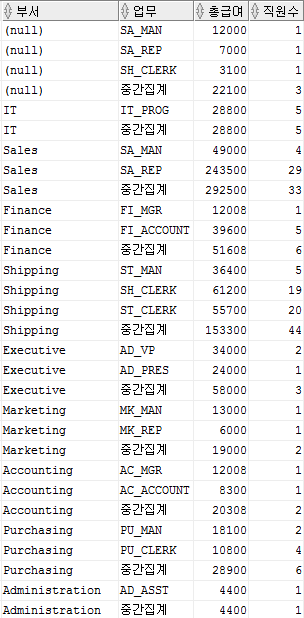 부서 업무 총급여 직원수
(null) SA_MAN 12000 1
(null) SA_REP 7000 1
(null) SH_CLERK 3100 1
(null) 중간집계 22100 3
IT IT_PROG 28800 5
IT 중간집계 28800 5
Sales SA_MAN 49000 4
Sales SA_REP 243500 29
Sales 중간집계 292500 33
Finance FI_MGR 12008 1
Finance FI_ACCOUNT 39600 5
Finance 중간집계 51608 6
Shipping ST_MAN 36400 5
Shipping SH_CLERK 61200 19
Shipping ST_CLERK 55700 20
Shipping 중간집계 153300 44
Executive AD_VP 34000 2
Executive AD_PRES 24000 1
Executive 중간집계 58000 3
Marketing MK_MAN 13000 1
Marketing MK_REP 6000 1
Marketing 중간집계 19000 2
Accounting AC_MGR 12008 1
Accounting AC_ACCOUNT 8300 1
Accounting 중간집계 20308 2
Purchasing PU_MAN 18100 2
Purchasing PU_CLERK 10800 4
Purchasing 중간집계 28900 6
Administration AD_ASST 4400 1
Administration 중간집계 4400 1